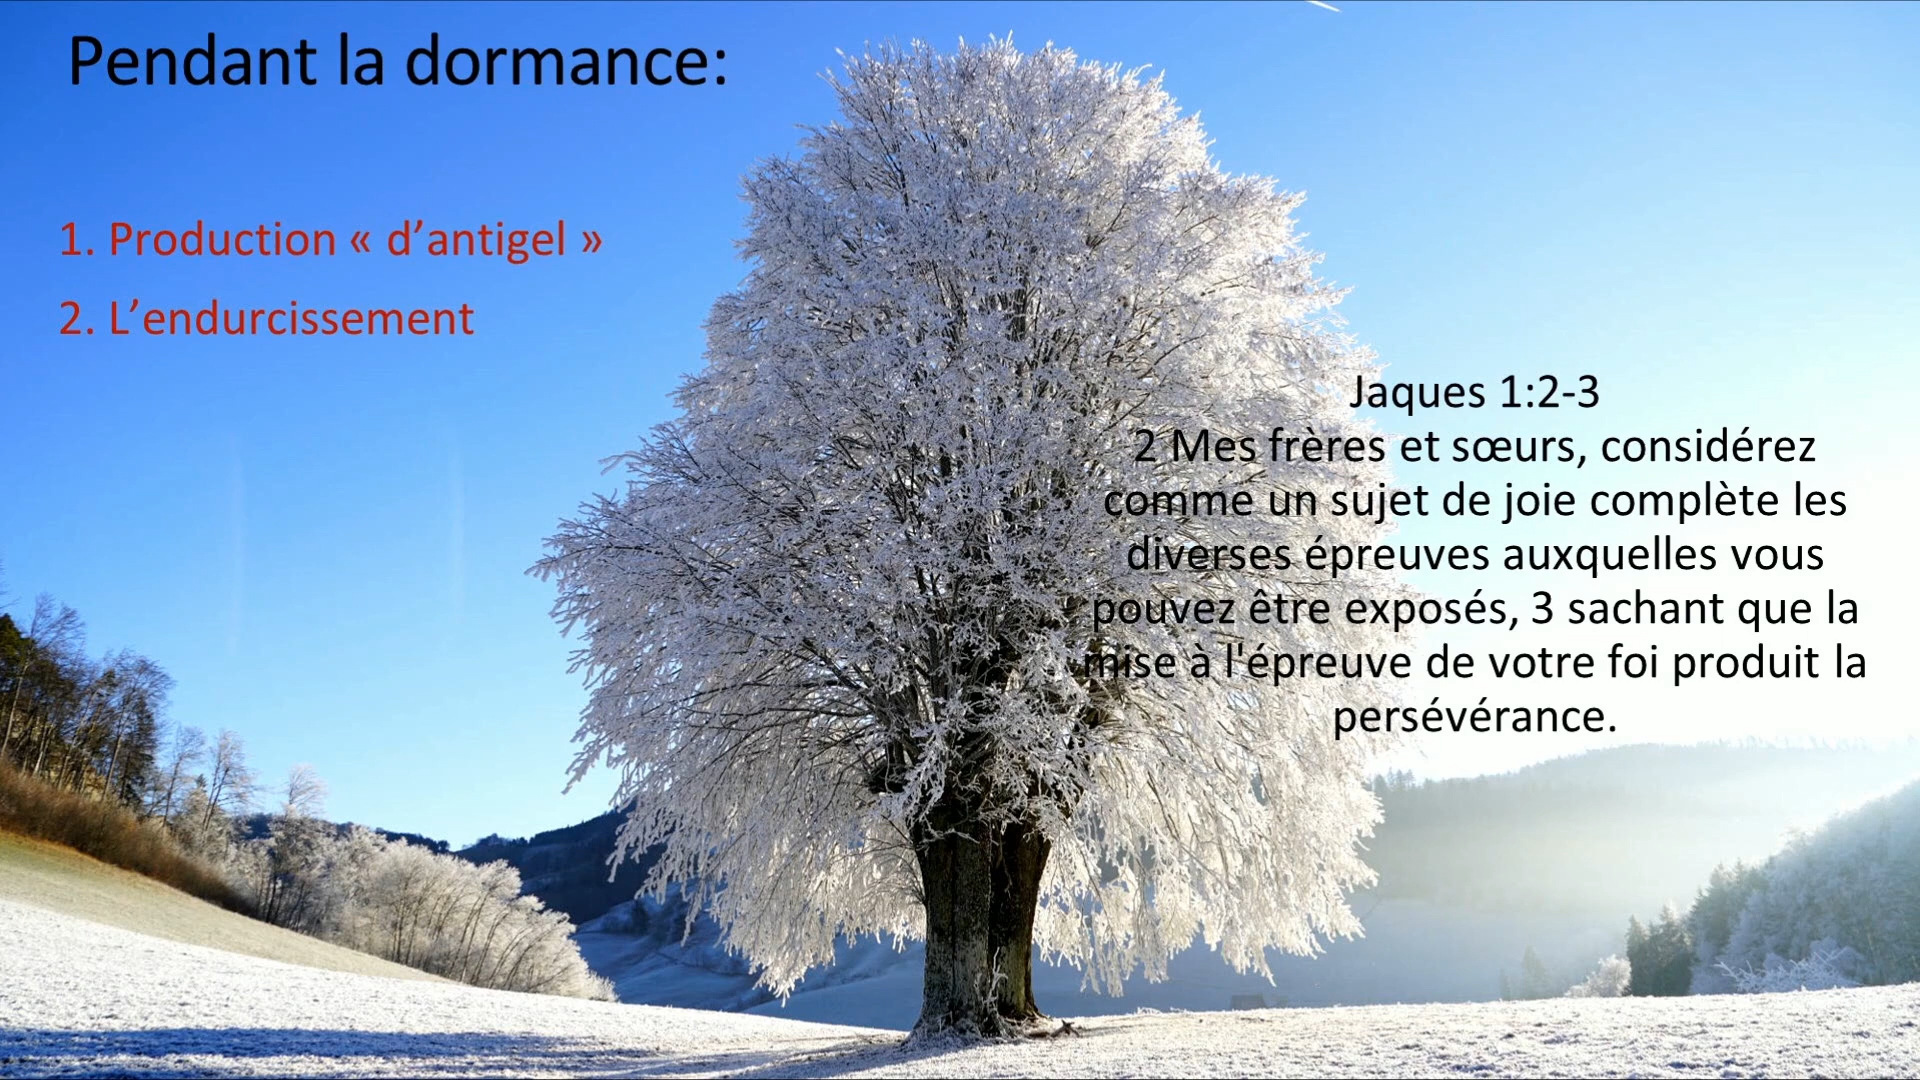 Pendant la dormance:
1. Production « d’antigel »
2. L’endurcissement
Jaques 1:2-3
2 Mes frères et sœurs, considérez
comme un sujet de joie complète les
diverses épreuves auxquelles vous
pouvez être exposés, 3 sachant que la
mise à l'épreuve de votre foi produit la
persévérance.